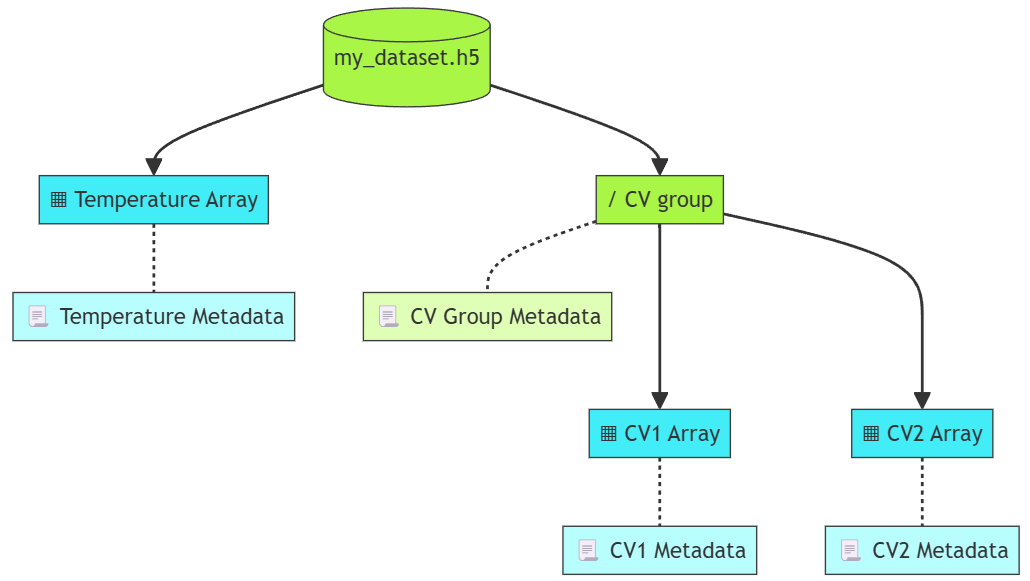 my_dataset.h5
▦ Temperature Array
/ CV group
📜 Temperature Metadata
📜 CV Group Metadata
▦ CV1 Array
▦ CV2 Array
📜 CV1 Metadata
📜 CV2 Metadata